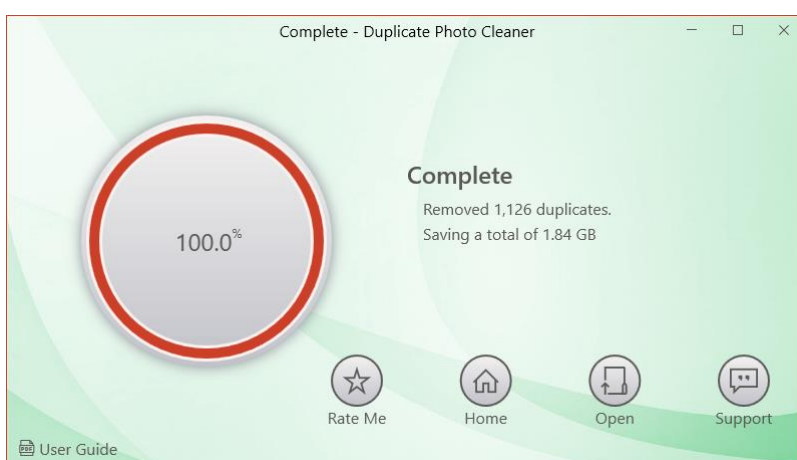 Complete - Duplicate Photo Cleaner
Complete
Removed 1,126 duplicates.
Saving a total of 1.84 GB
100.0%
Rate Me Home Open Support
PDF User Guide